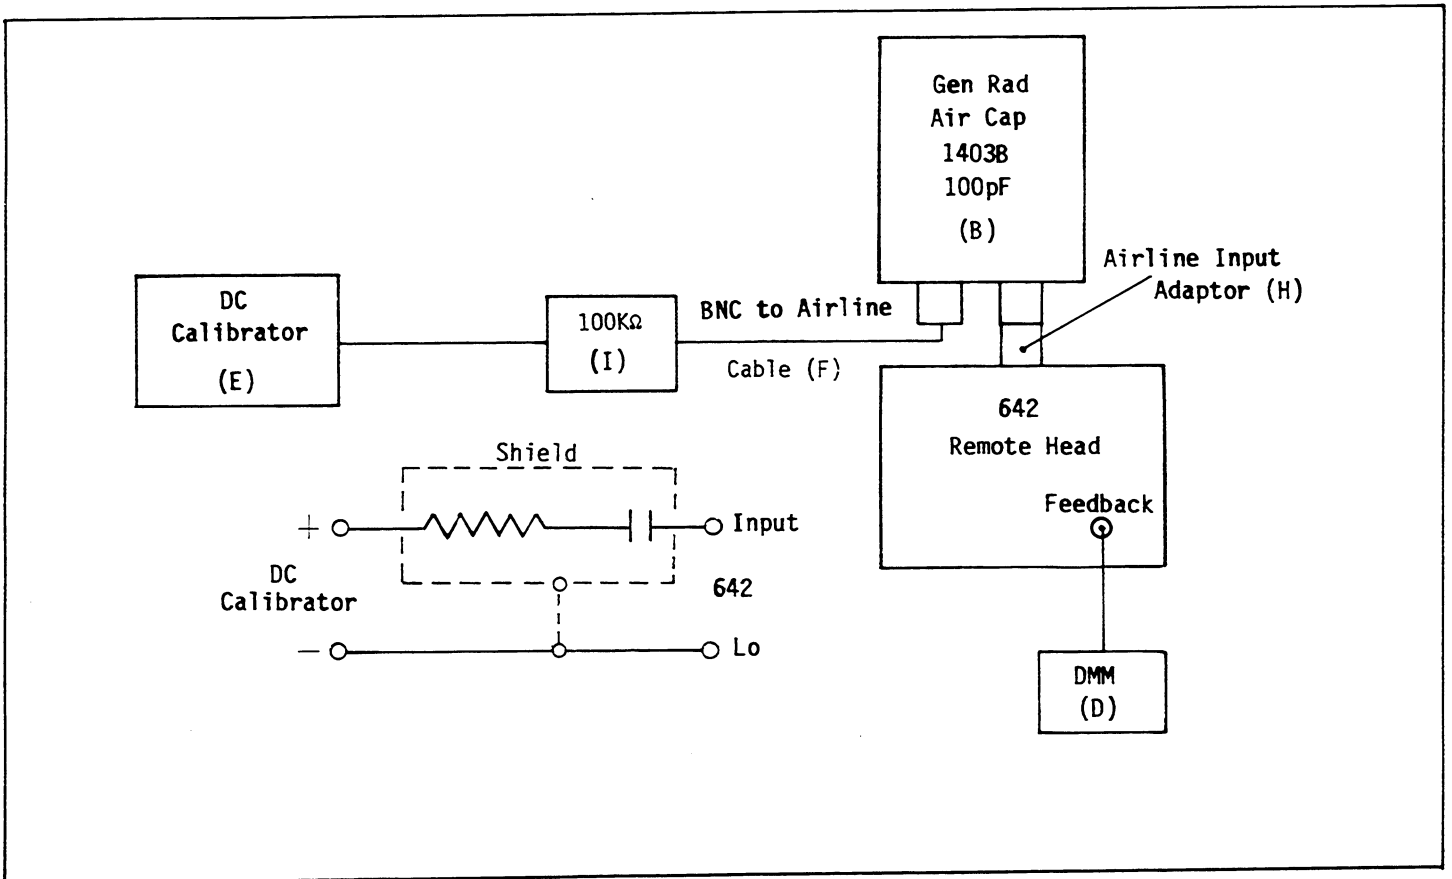 Gen Rad
Air Cap
1403B
100pF
(B)
Airline Input
Adaptor (H)
DC
Calibrator
(E)
100KΩ
(I)
BNC to Airline
Cable (F)
642
Remote Head
Feedback
DMM
(D)
Shield
+
Input
DC
Calibrator
642
−
Lo